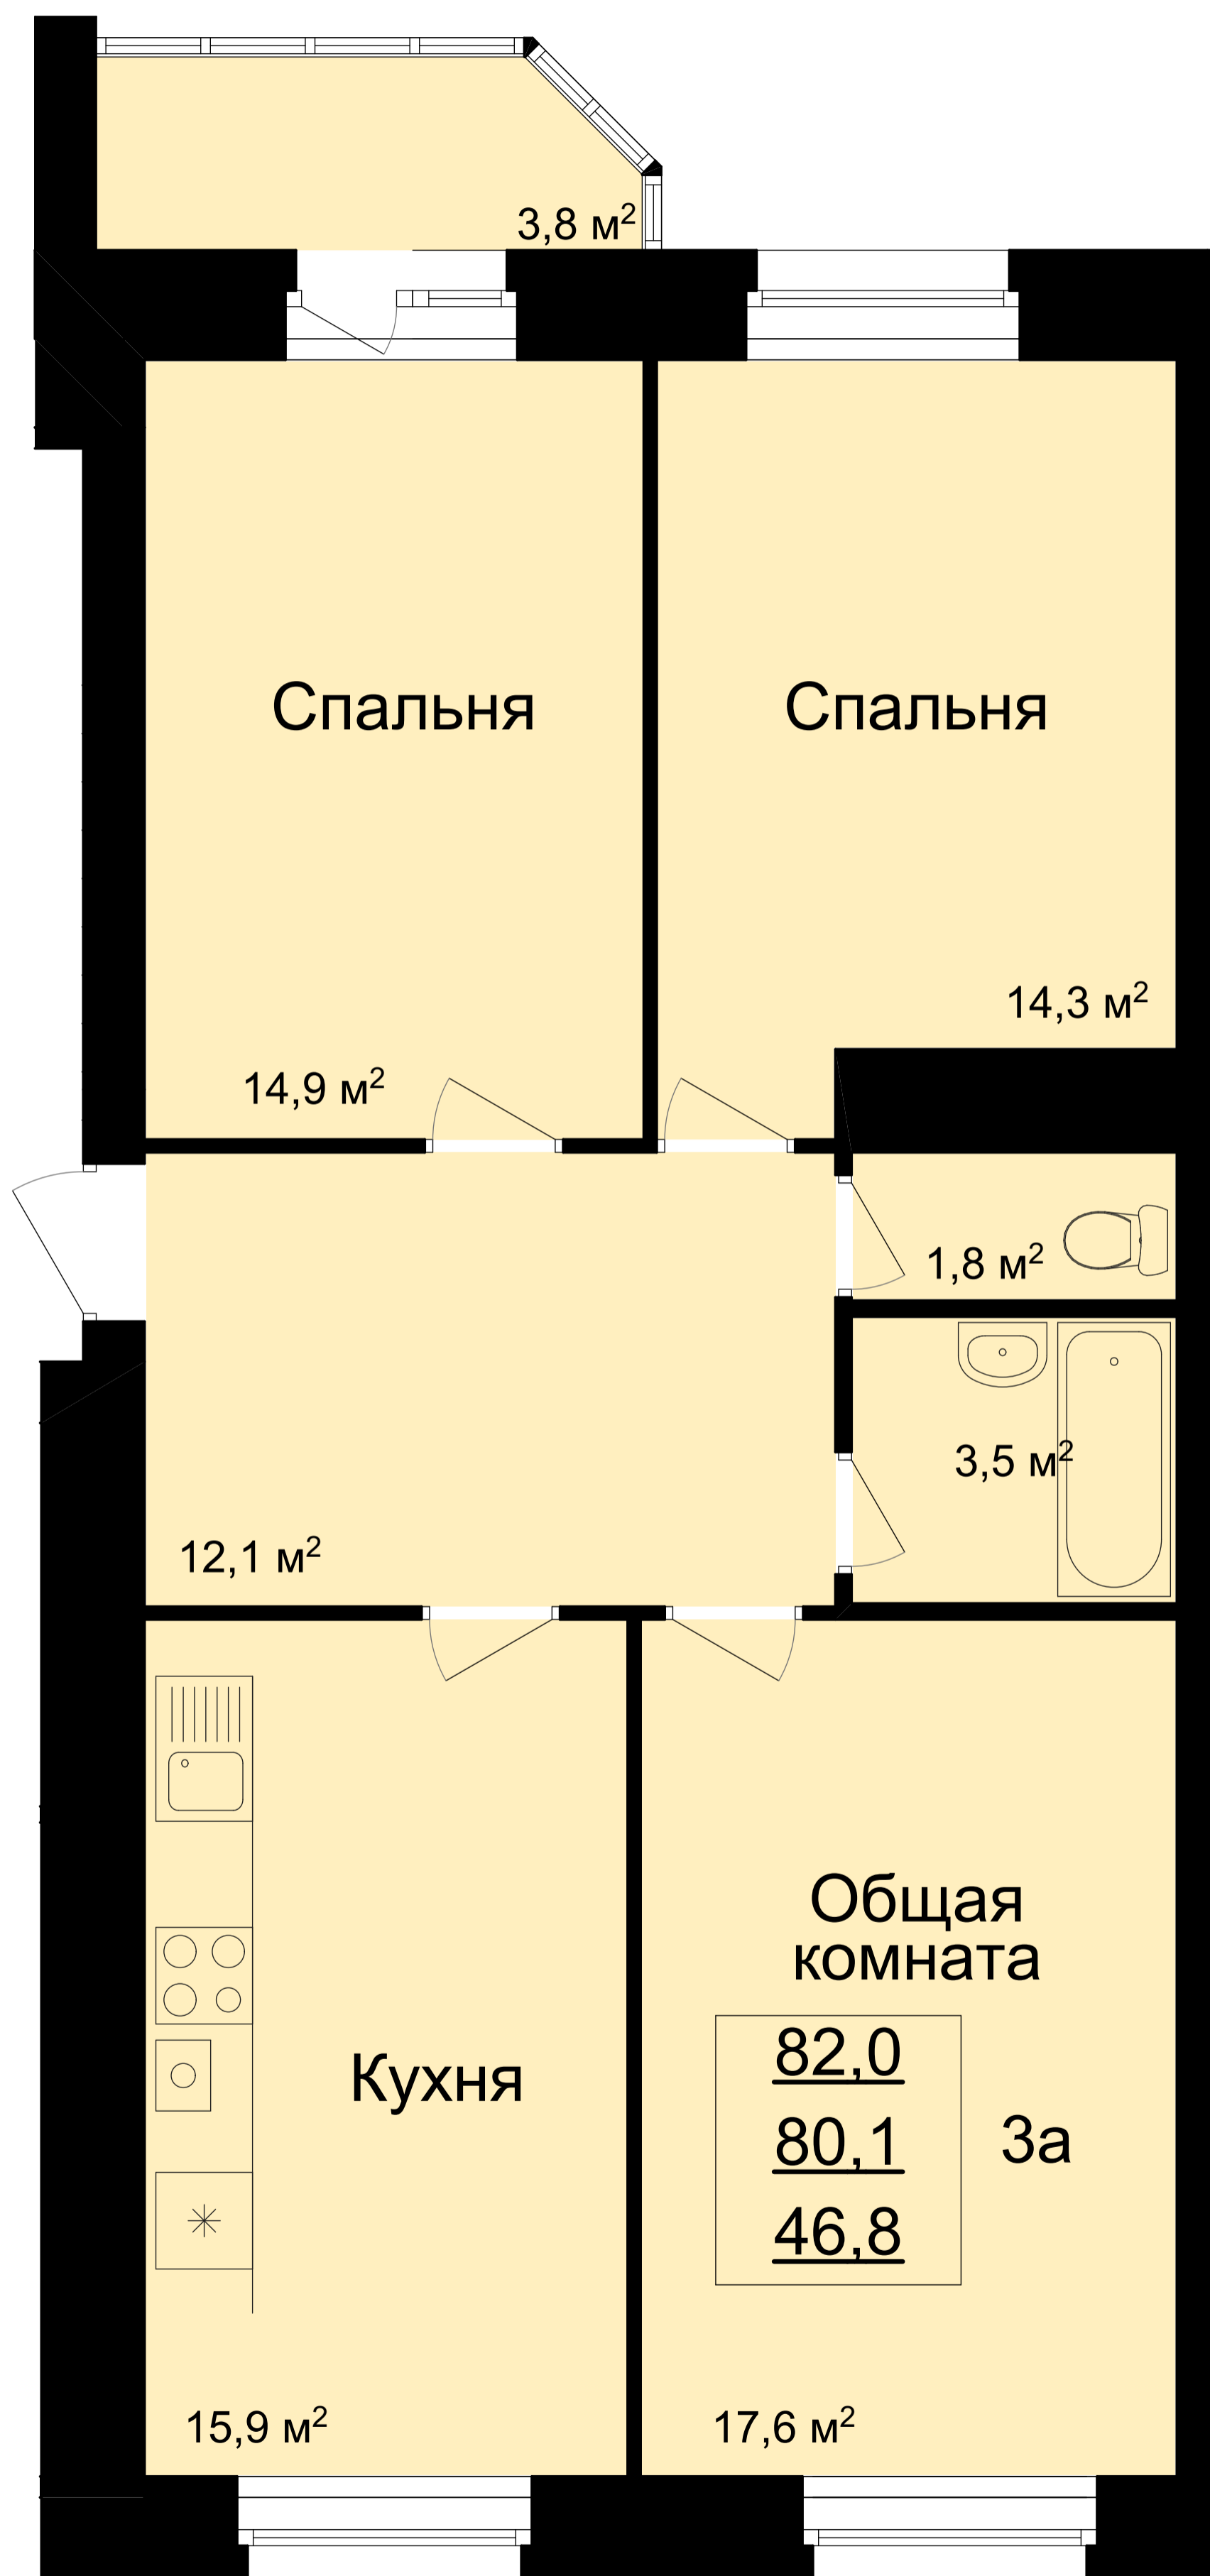 3,8 м²
Спальня
Спальня
14,3 м²
14,9 м²
1,8 м²
3,5 м²
12,1 м²
Общая
комната
82,0
80,1
46,8
3а
Кухня
15,9 м²
17,6 м²